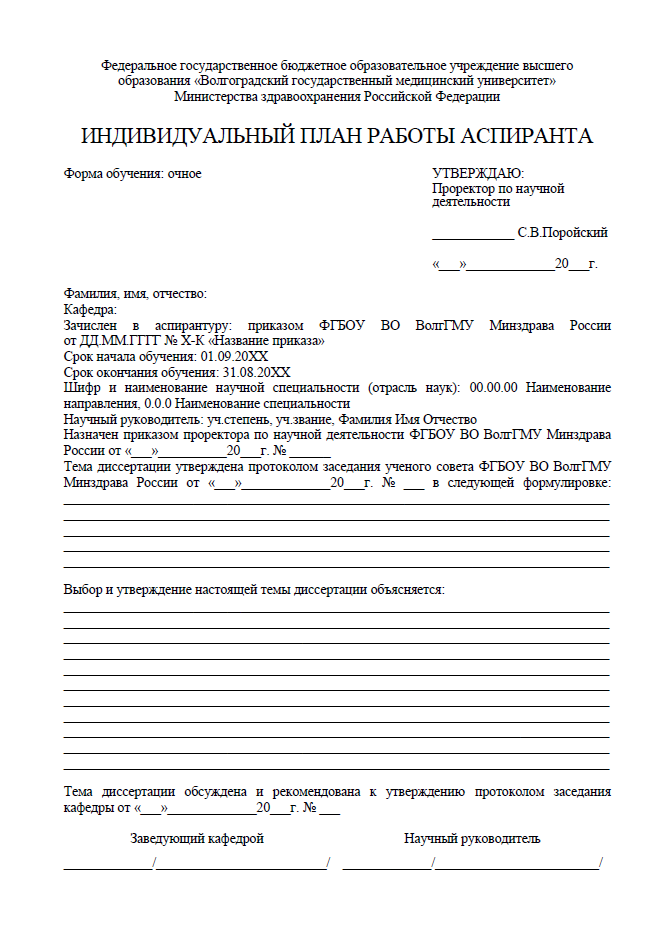 Федеральное государственное бюджетное образовательное учреждение высшего
образования «Волгоградский государственный медицинский университет»
Министерства здравоохранения Российской Федерации
ИНДИВИДУАЛЬНЫЙ ПЛАН РАБОТЫ АСПИРАНТА
Форма обучения: очное
УТВЕРЖДАЮ:
Проректор по научной
деятельности
____________ С.В.Поройский
«___»_____________20___г.
Фамилия, имя, отчество:
Кафедра:
Зачислен в аспирантуру: приказом ФГБОУ ВО ВолгГМУ Минздрава России
от ДД.ММ.ГГГГ № Х-К «Название приказа»
Срок начала обучения: 01.09.20ХХ
Срок окончания обучения: 31.08.20ХХ
Шифр и наименование научной специальности (отрасль наук): 00.00.00 Наименование
направления, 0.0.0 Наименование специальности
Научный руководитель: уч.степень, уч.звание, Фамилия Имя Отчество
Назначен приказом проректора по научной деятельности ФГБОУ ВО ВолгГМУ Минздрава
России от «___»__________20___г. № ______
Тема диссертации утверждена протоколом заседания ученого совета ФГБОУ ВО ВолгГМУ
Минздрава России от «___»_____________20___г. № ___ в следующей формулировке:
Выбор и утверждение настоящей темы диссертации объясняется:
Тема диссертации обсуждена и рекомендована к утверждению протоколом заседания
кафедры от «___»_____________20___г. № ___
Заведующий кафедрой Научный руководитель
_____________/_________________________/ _____________/________________________/